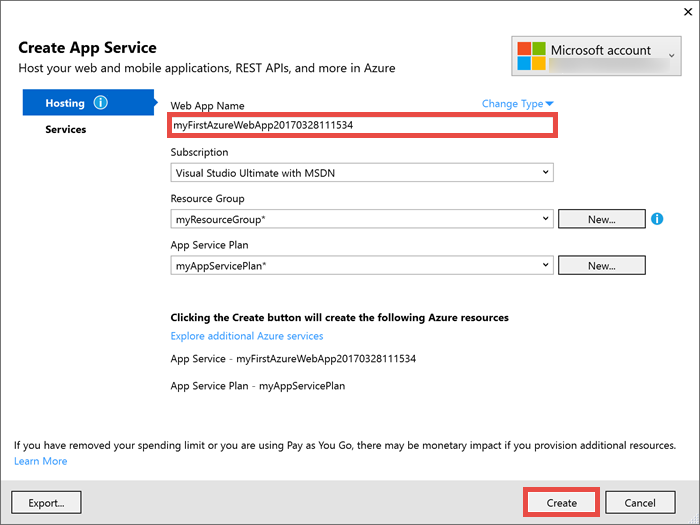 Create App Service
Host your web and mobile applications, REST APIs, and more in Azure
Microsoft account
Hosting
Services
Web App Name
Change Type
myFirstAzureWebApp20170328111534
Subscription
Visual Studio Ultimate with MSDN
Resource Group
myResourceGroup*
New...
App Service Plan
myAppServicePlan*
New...
Clicking the Create button will create the following Azure resources
Explore additional Azure services
App Service - myFirstAzureWebApp20170328111534
App Service Plan - myAppServicePlan
If you have removed your spending limit or you are using Pay as You Go, there may be monetary impact if you provision additional resources.
Learn More
Export...
Create
Cancel